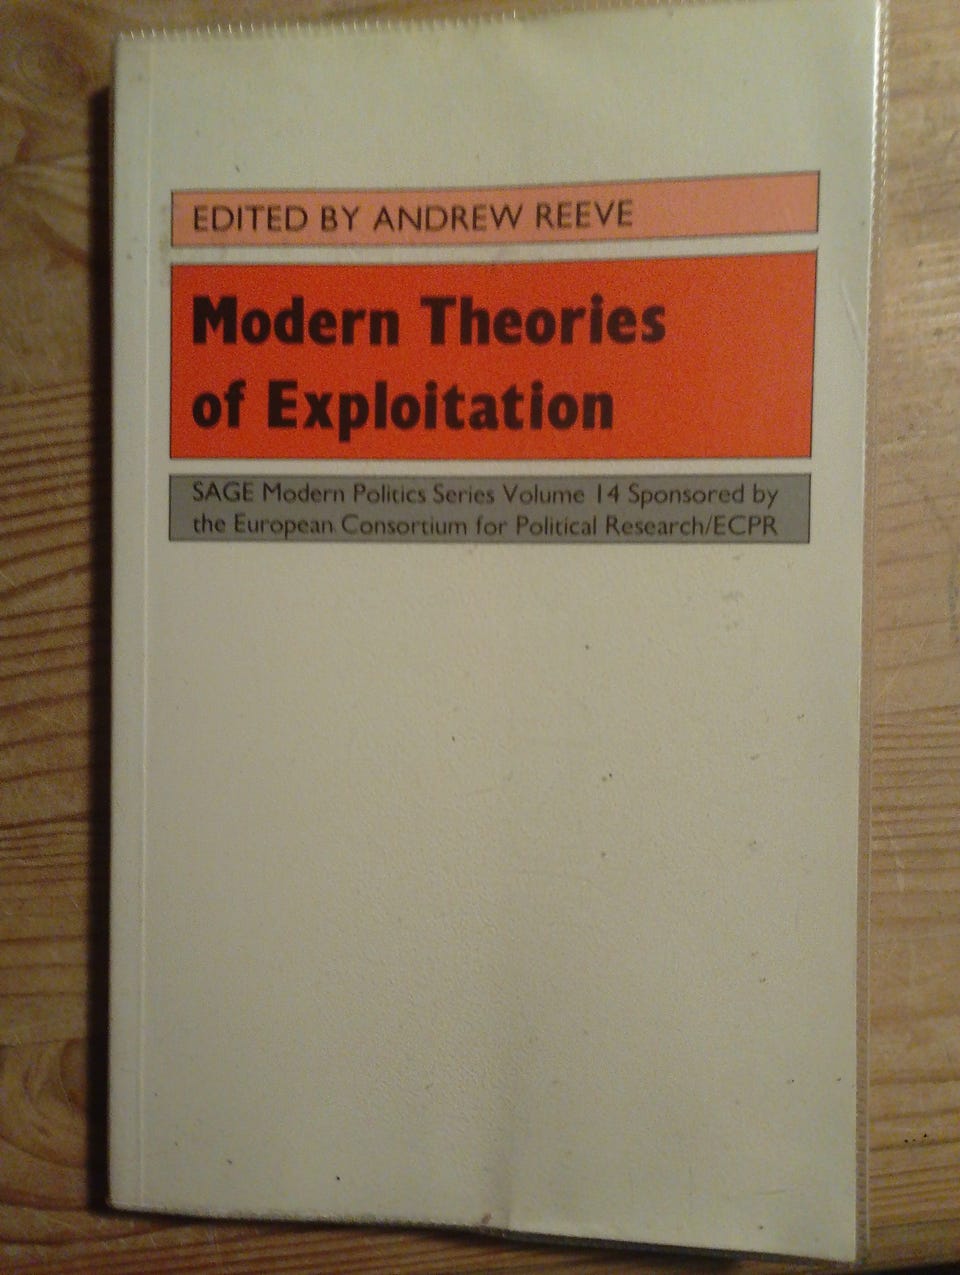 EDITED BY ANDREW REEVE
Modern Theories
of Exploitation
SAGE Modern Politics Series Volume 14 Sponsored by
the European Consortium for Political Research/ECPR